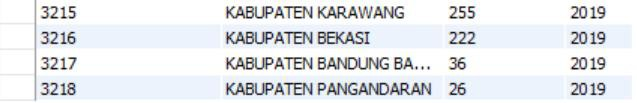 3215 KABUPATEN KARAWANG 255 2019
3216 KABUPATEN BEKASI 222 2019
3217 KABUPATEN BANDUNG BA... 36 2019
3218 KABUPATEN PANGANDARAN 26 2019